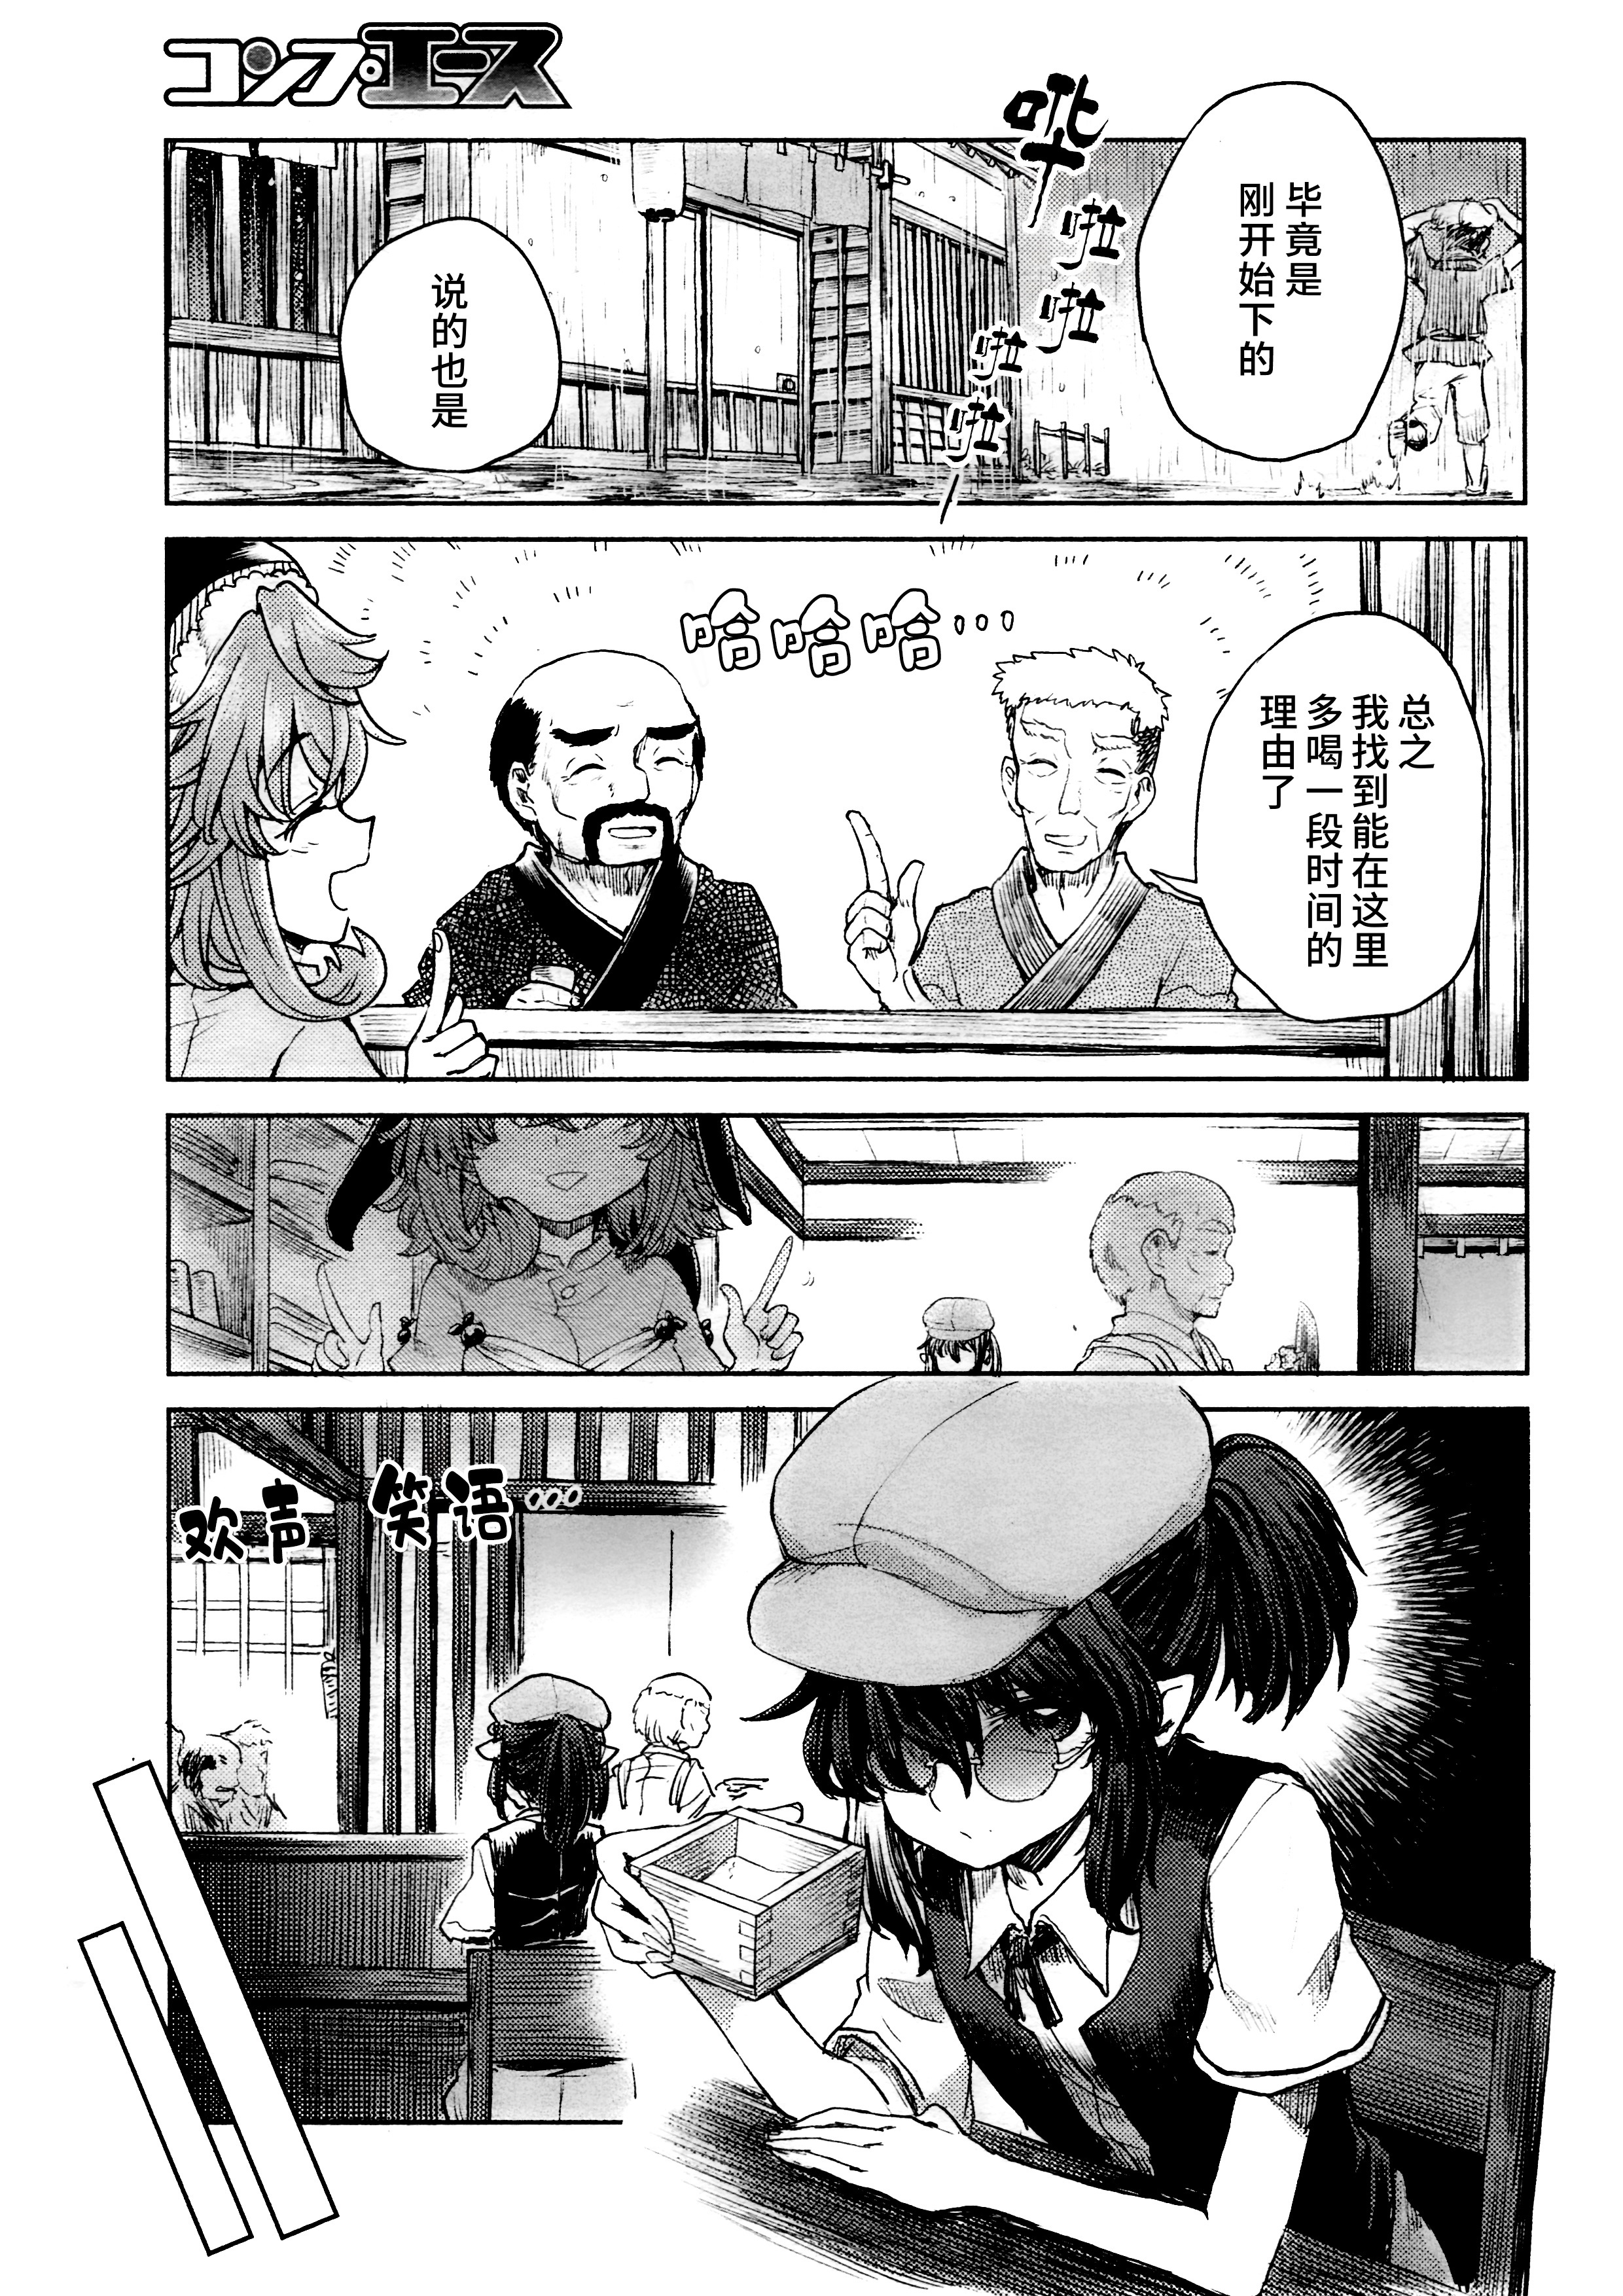 コンプエース
毕竟是
刚开始下的
哗
啦
啦
啦
啦
说的也是
哈哈哈…
总之
我找到能在这里
多喝一段时间的
理由了
欢声
笑语…